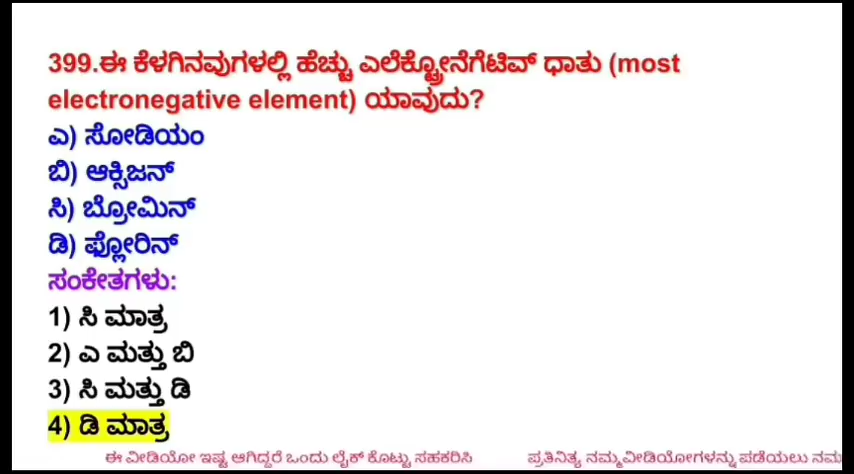 399.ಈ ಕೆಳಗಿನವುಗಳಲ್ಲಿ ಹೆಚ್ಚು ಎಲೆಕ್ಟ್ರೋನೆಗೆಟಿವ್ ಧಾತು (most
electronegative element) ಯಾವುದು?
ಎ) ಸೋಡಿಯಂ
ಬಿ) ಆಕ್ಸಿಜನ್
ಸಿ) ಬ್ರೋಮಿನ್
ಡಿ) ಫ್ಲೋರಿನ್
ಸಂಕೇತಗಳು:
1) ಸಿ ಮಾತ್ರ
2) ಎ ಮತ್ತು ಬಿ
3) ಸಿ ಮತ್ತು ಡಿ
4) ಡಿ ಮಾತ್ರ
ಈ ವೀಡಿಯೋ ಇಷ್ಟ ಆಗಿದ್ದರೆ ಒಂದು ಲೈಕ್ ಕೊಟ್ಟು ಸಹಕರಿಸಿ ಪ್ರತಿನಿತ್ಯ ನಮ್ಮ ವೀಡಿಯೋಗಳನ್ನು ಪಡೆಯಲು ನಮ